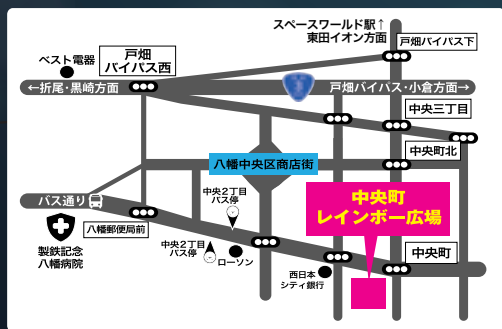 スペースワールド駅↑
東田イオン方面
ベスト電器
戸畑
バイパス西
戸畑バイパス下
←折尾・黒崎方面
3
戸畑バイパス・小倉方面→
中央三丁目
八幡中央区商店街
中央町北
中央町
レインボー広場
バス通り
中央2丁目
バス停
八幡郵便局前
製鉄記念
八幡病院
中央2丁目
バス停
ローソン
西日本
シティ銀行
中央町